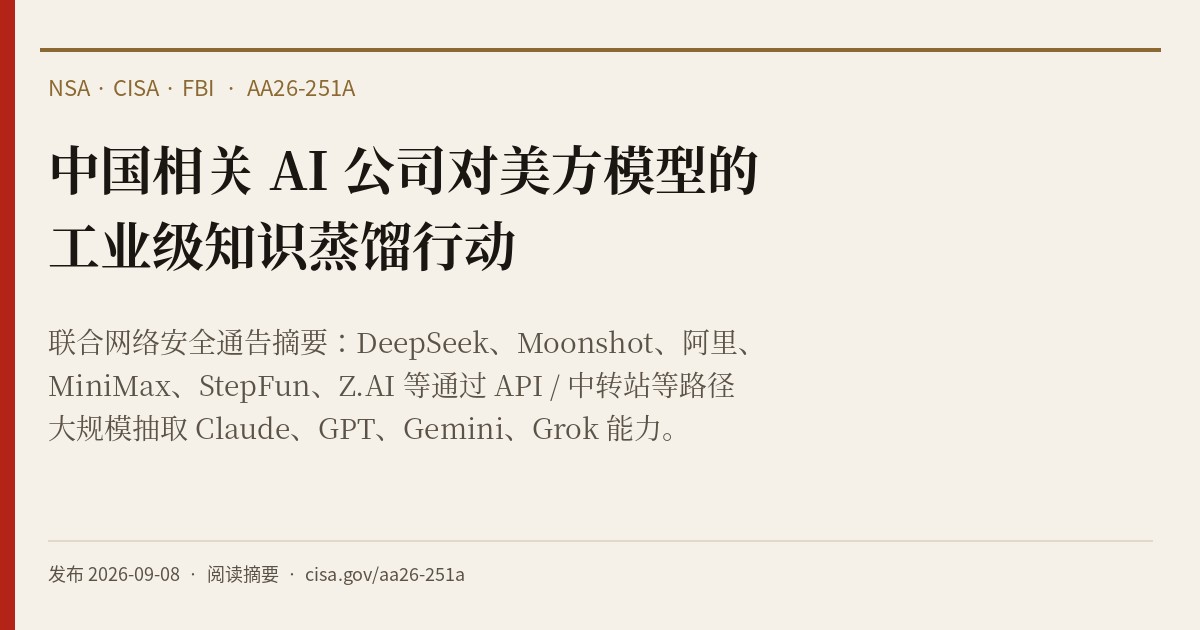 NSA · CISA · FBI · AA26-251A
中国相关 AI 公司对美方模型的
工业级知识蒸馏行动
联合网络安全通告摘要：DeepSeek、Moonshot、阿里、
MiniMax、StepFun、Z.AI 等通过 API / 中转站等路径
大规模抽取 Claude、GPT、Gemini、Grok 能力。
发布 2026-09-08 · 阅读摘要 · cisa.gov/aa26-251a